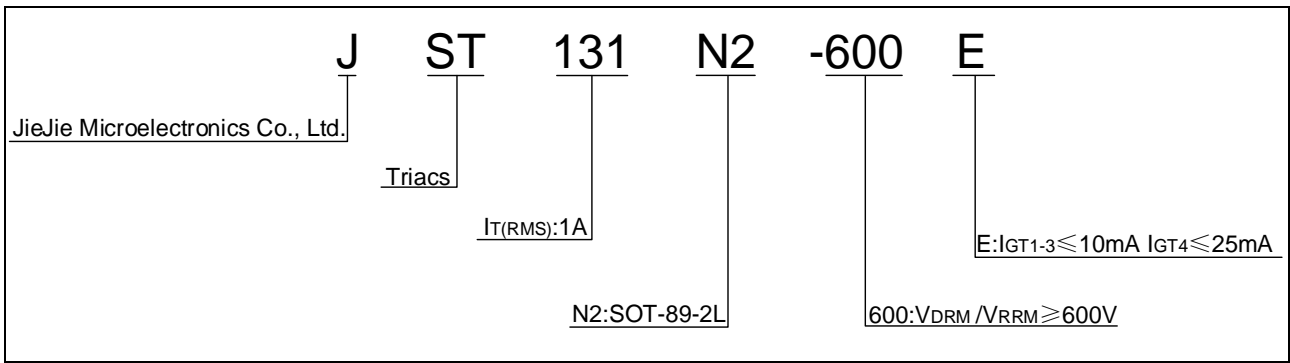 J ST 131 N2 -600 E
JieJie Microelectronics Co., Ltd.
Triacs
IT(RMS):1A
E:IGT1-3≤10mA IGT4≤25mA
N2:SOT-89-2L
600:VDRM /VRRM≥600V